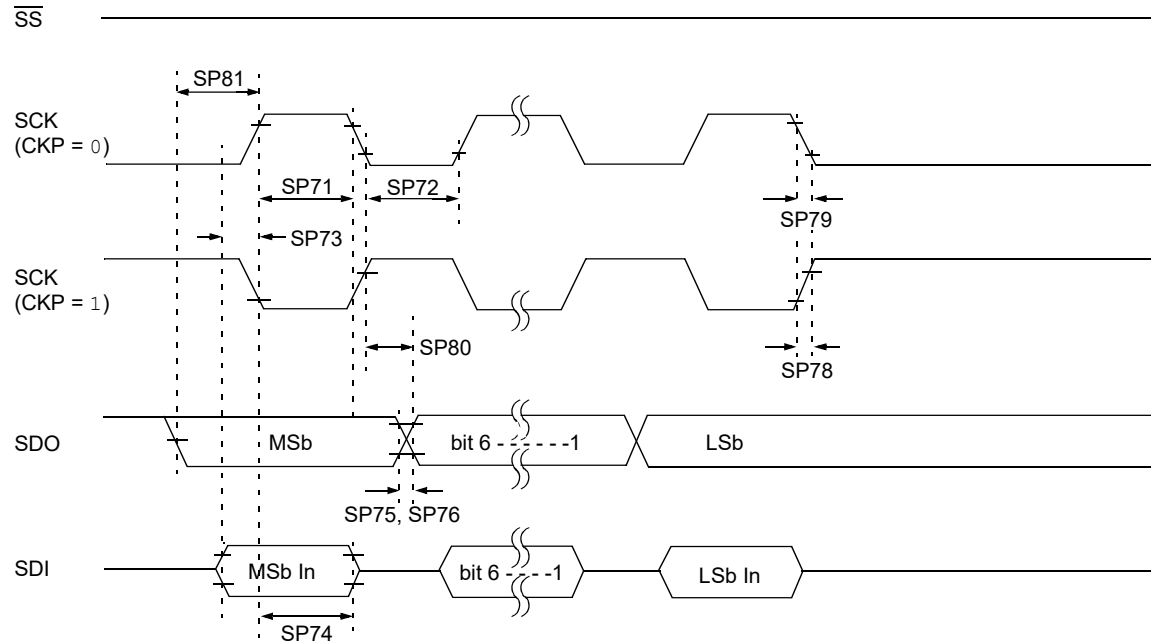 SS
SP81
SCK
(CKP = 0)
SP71
SP72
SP79
SP73
SCK
(CKP = 1)
SP80
SP78
SDO
MSb
bit 6 - - - - - - -1
LSb
SP75, SP76
SDI
MSb In
bit 6 - - - - -1
LSb In
SP74